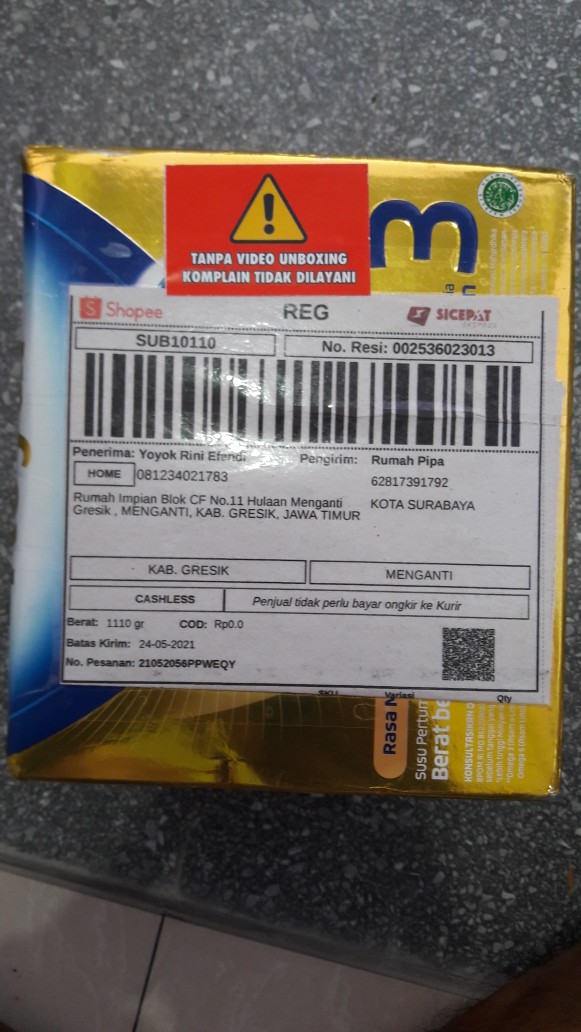 TANPA VIDEO UNBOXING
KOMPLAIN TIDAK DILAYANI
3
Shopee
REG
SICEPAT
EKSPRES
SUB10110
No. Resi: 002536023013
Penerima: Yoyok Rini Efendi
Pengirim: Rumah Pipa
HOME
081234021783
62817391792
Rumah Impian Blok CF No.11 Hulaan Menganti
Gresik , MENGANTI, KAB. GRESIK, JAWA TIMUR
KOTA SURABAYA
KAB. GRESIK
MENGANTI
CASHLESS
Penjual tidak perlu bayar ongkir ke Kurir
Berat: 1110 gr
COD: Rp0.0
Batas Kirim: 24-05-2021
No. Pesanan: 21052056PPWEQY
SKU
Variasi
Qty
Rasa
Susu
Berat